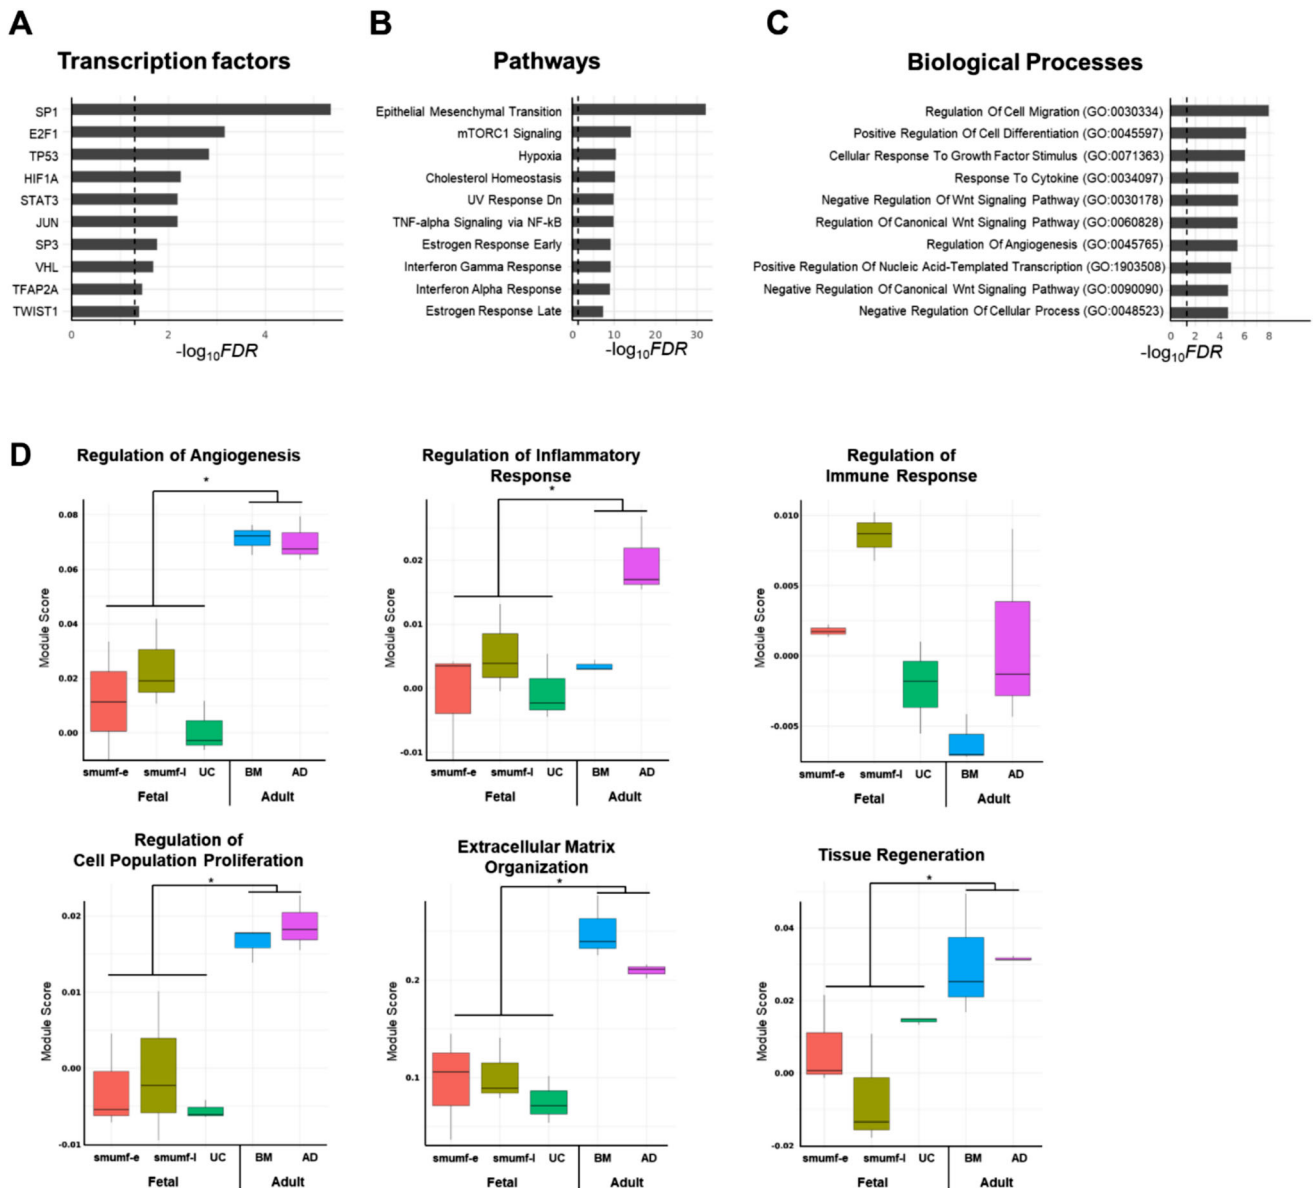 A
Transcription factors
SP1
E2F1
TP53
HIF1A
STAT3
JUN
SP3
VHL
TFAP2A
TWIST1
0 2 4
-log10FDR
B
Pathways
Epithelial Mesenchymal Transition
mTORC1 Signaling
Hypoxia
Cholesterol Homeostasis
UV Response Dn
TNF-alpha Signaling via NF-kB
Estrogen Response Early
Interferon Gamma Response
Interferon Alpha Response
Estrogen Response Late
0 10 20 30
-log10FDR
C
Biological Processes
Regulation Of Cell Migration (GO:0030334)
Positive Regulation Of Cell Differentiation (GO:0045597)
Cellular Response To Growth Factor Stimulus (GO:0071363)
Response To Cytokine (GO:0034097)
Negative Regulation Of Wnt Signaling Pathway (GO:0030178)
Regulation Of Canonical Wnt Signaling Pathway (GO:0060828)
Regulation Of Angiogenesis (GO:0045765)
Positive Regulation Of Nucleic Acid-Templated Transcription (GO:1903508)
Negative Regulation Of Canonical Wnt Signaling Pathway (GO:0090090)
Negative Regulation Of Cellular Process (GO:0048523)
0 2 4 6 8
-log10FDR
D
Regulation of Angiogenesis
*
Module Score
0.08
0.06
0.04
0.02
0.00
smumf-e smumf-l UC BM AD
Fetal Adult
Regulation of Inflammatory
Response
*
Module Score
0.02
0.01
0.00
-0.01
smumf-e smumf-l UC BM AD
Fetal Adult
Regulation of
Immune Response
Module Score
0.010
0.005
0.000
-0.005
smumf-e smumf-l UC BM AD
Fetal Adult
Regulation of
Cell Population Proliferation
*
Module Score
0.02
0.01
0.00
-0.01
smumf-e smumf-l UC BM AD
Fetal Adult
Extracellular Matrix
Organization
*
Module Score
0.2
0.1
smumf-e smumf-l UC BM AD
Fetal Adult
Tissue Regeneration
*
Module Score
0.04
0.02
0.00
-0.02
smumf-e smumf-l UC BM AD
Fetal Adult